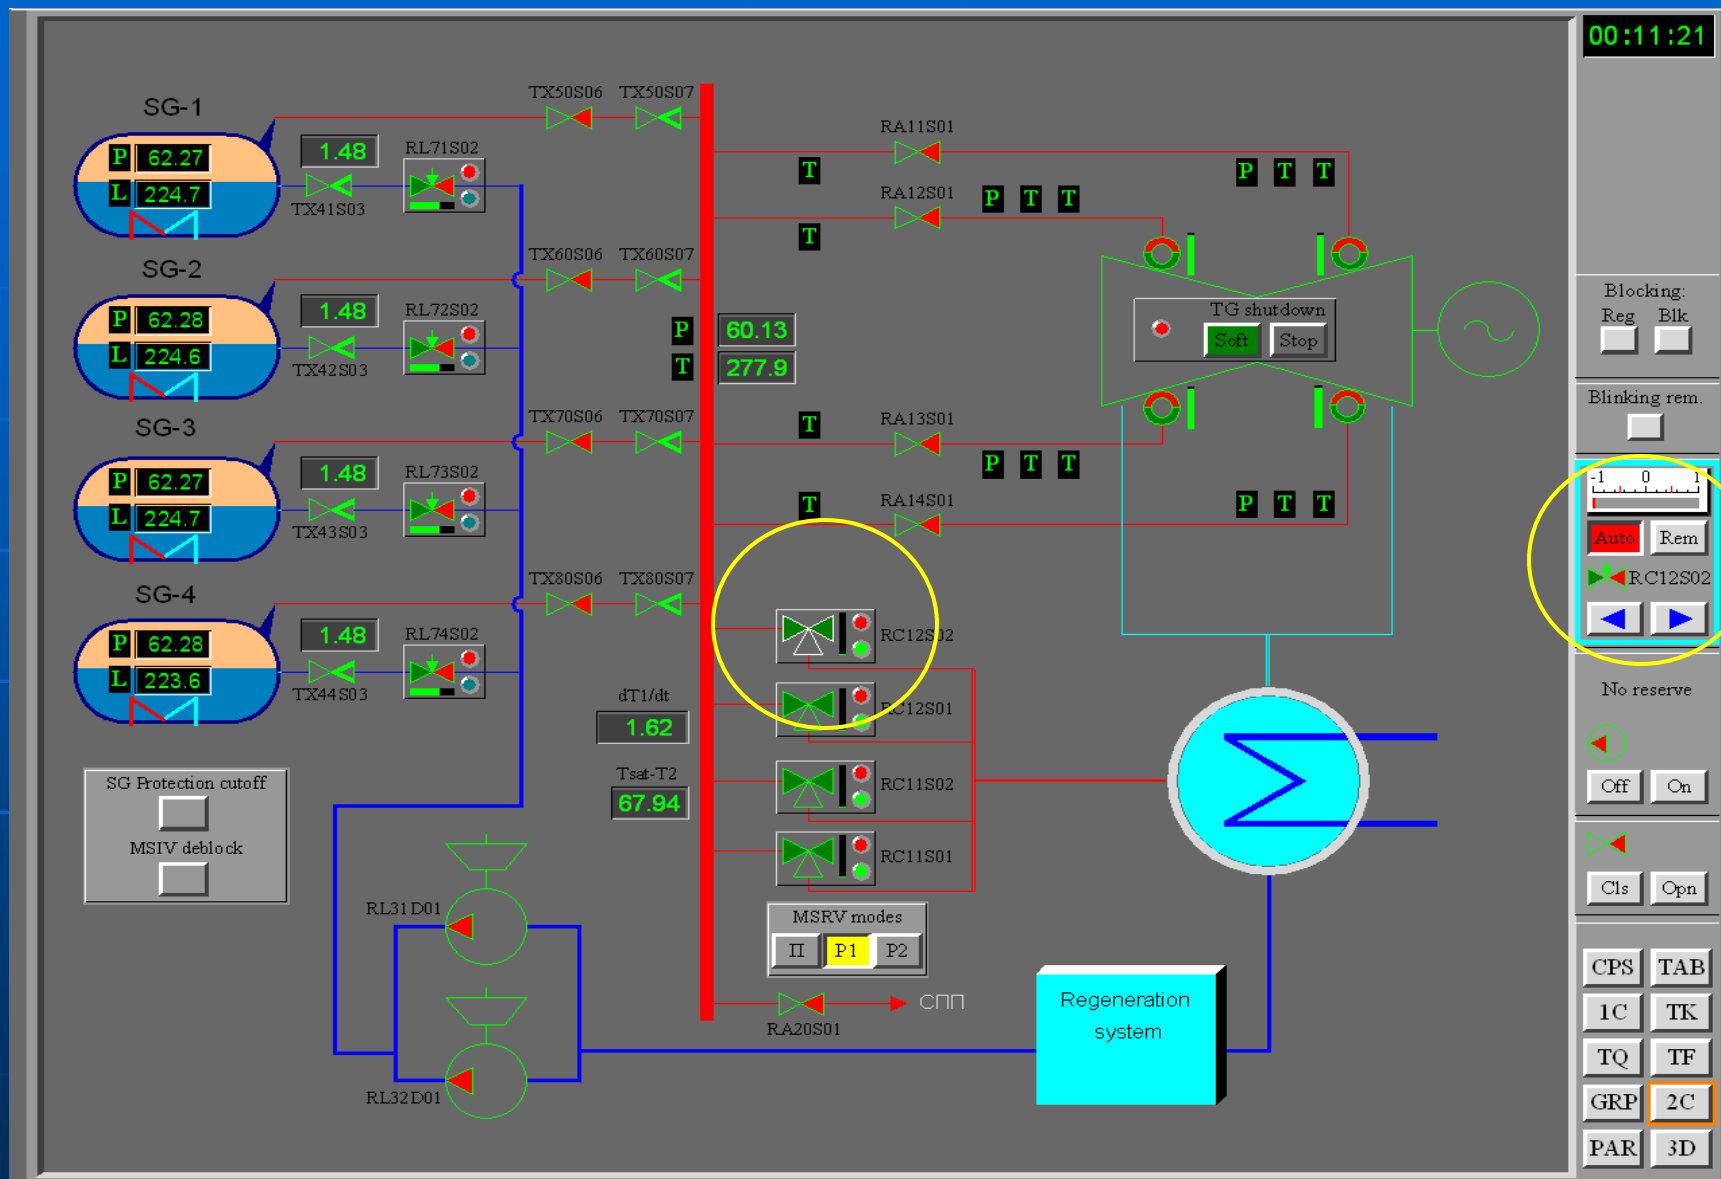 00:11:21
SG-1
P 62.27
L 224.7
1.48
TX41S03
RL71S02
TX50S06 TX50S07
RA11S01
T
RA12S01
P T T
T
P T T
SG-2
P 62.28
L 224.6
1.48
TX42S03
RL72S02
TX60S06 TX60S07
P 60.13
T 277.9
TG shutdown
Soft Stop
Blocking:
Reg Blk
Blinking rem.
SG-3
P 62.27
L 224.7
1.48
TX43S03
RL73S02
TX70S06 TX70S07
T
RA13S01
P T T
T
RA14S01
P T T
-1 0 1
Auto Rem
RC12S02
SG-4
P 62.28
L 223.6
1.48
TX44S03
RL74S02
TX80S06 TX80S07
RC12S02
RC12S01
RC11S02
RC11S01
dT1/dt
1.62
Tsat-T2
67.94
No reserve
Off On
Cls Opn
SG Protection cutoff
MSIV deblock
RL31D01
RL32D01
MSRV modes
П P1 P2
RA20S01
СПП
Regeneration
system
CPS TAB
1C TK
TQ TF
GRP 2C
PAR 3D